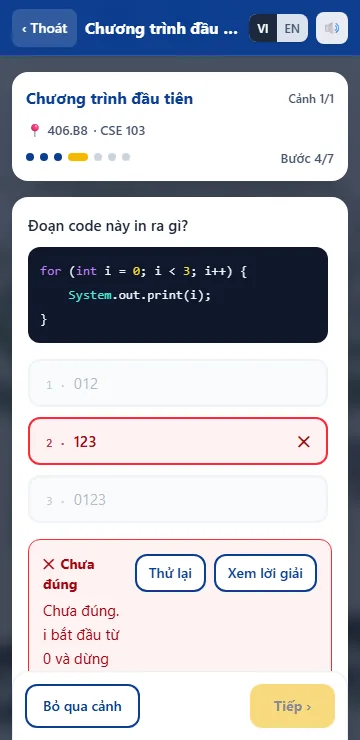 ‹ Thoát
Chương trình đầu ...
VI
EN
Chương trình đầu tiên
Cảnh 1/1
406.B8 · CSE 103
Bước 4/7
Đoạn code này in ra gì?
for (int i = 0; i < 3; i++) {
    System.out.print(i);
}
1 · 012
2 · 123
3 · 0123
Chưa đúng
Thử lại
Xem lời giải
Chưa đúng.
i bắt đầu từ
0 và dừng
Bỏ qua cảnh
Tiếp ›